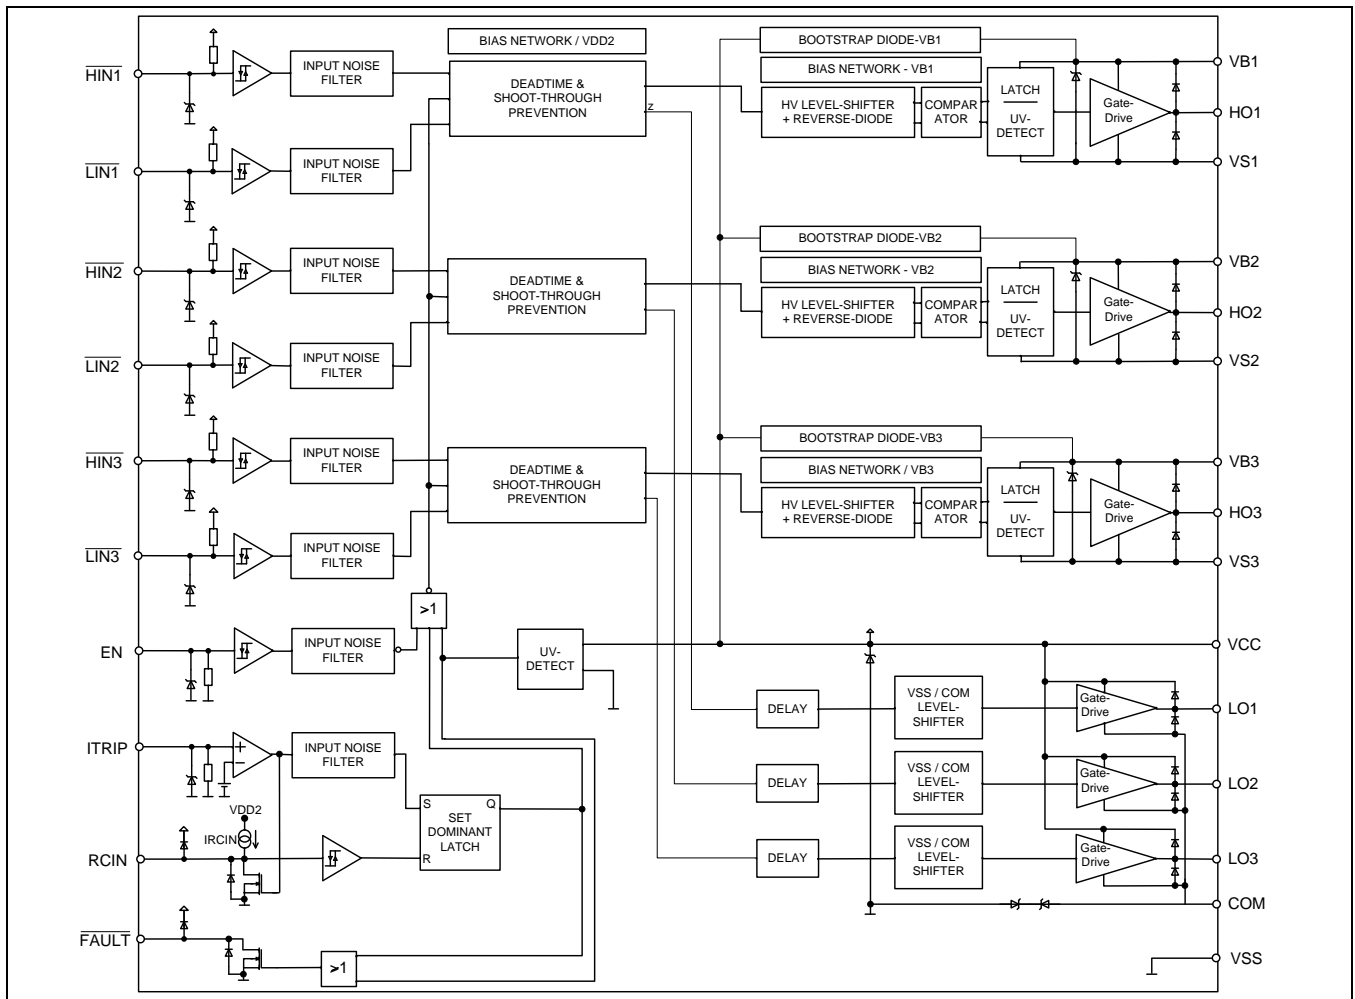 BIAS NETWORK / VDD2
BOOTSTRAP DIODE-VB1
HIN1
INPUT NOISE
FILTER
DEADTIME &
SHOOT-THROUGH
PREVENTION
Z
BIAS NETWORK - VB1
HV LEVEL-SHIFTER
+ REVERSE-DIODE
COMPAR
ATOR
LATCH
UV-
DETECT
Gate-
Drive
VB1
HO1
VS1
LIN1
INPUT NOISE
FILTER
HIN2
INPUT NOISE
FILTER
DEADTIME &
SHOOT-THROUGH
PREVENTION
BOOTSTRAP DIODE-VB2
BIAS NETWORK - VB2
HV LEVEL-SHIFTER
+ REVERSE-DIODE
COMPAR
ATOR
LATCH
UV-
DETECT
Gate-
Drive
VB2
HO2
VS2
LIN2
INPUT NOISE
FILTER
HIN3
INPUT NOISE
FILTER
DEADTIME &
SHOOT-THROUGH
PREVENTION
BOOTSTRAP DIODE-VB3
BIAS NETWORK / VB3
HV LEVEL-SHIFTER
+ REVERSE-DIODE
COMPAR
ATOR
LATCH
UV-
DETECT
Gate-
Drive
VB3
HO3
VS3
LIN3
INPUT NOISE
FILTER
>1
EN
INPUT NOISE
FILTER
UV-
DETECT
VCC
DELAY
VSS / COM
LEVEL-
SHIFTER
Gate-
Drive
LO1
ITRIP
+
−
INPUT NOISE
FILTER
DELAY
VSS / COM
LEVEL-
SHIFTER
Gate-
Drive
LO2
VDD2
IRCIN
S
Q
SET
DOMINANT
LATCH
R
RCIN
DELAY
VSS / COM
LEVEL-
SHIFTER
Gate-
Drive
LO3
COM
FAULT
>1
VSS